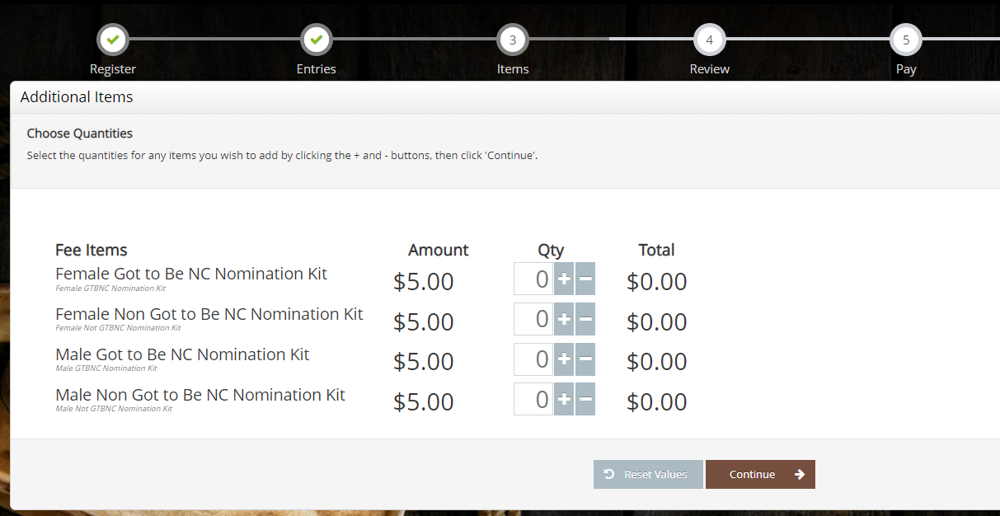 3 4 5
Register Entries Items Review Pay
Additional Items
Choose Quantities
Select the quantities for any items you wish to add by clicking the + and - buttons, then click 'Continue'.
Fee Items Amount Qty Total
Female Got to Be NC Nomination Kit $5.00 0 + − $0.00
Female GTBNC Nomination Kit
Female Non Got to Be NC Nomination Kit $5.00 0 + − $0.00
Female Not GTBNC Nomination Kit
Male Got to Be NC Nomination Kit $5.00 0 + − $0.00
Male GTBNC Nomination Kit
Male Non Got to Be NC Nomination Kit $5.00 0 + − $0.00
Male Not GTBNC Nomination Kit
Reset Values Continue